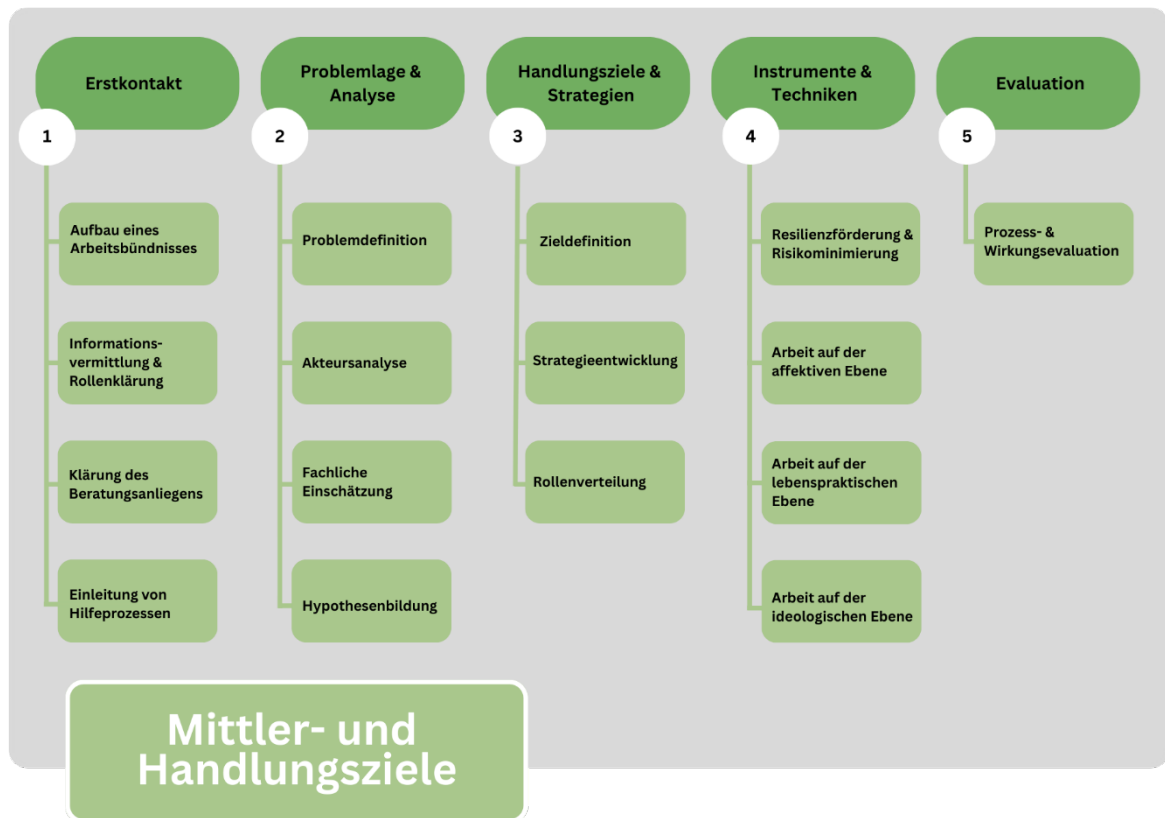 Erstkontakt
1
Aufbau eines
Arbeitsbündnisses
Informations-
vermittlung &
Rollenklärung
Klärung des
Beratungsanliegens
Einleitung von
Hilfeprozessen
Problemlage &
Analyse
2
Problemdefinition
Akteursanalyse
Fachliche
Einschätzung
Hypothesenbildung
Handlungsziele &
Strategien
3
Zieldefinition
Strategieentwicklung
Rollenverteilung
Instrumente &
Techniken
4
Resilienzförderung &
Risikominimierung
Arbeit auf der
affektiven Ebene
Arbeit auf der
lebenspraktischen
Ebene
Arbeit auf der
ideologischen Ebene
Evaluation
5
Prozess- &
Wirkungsevaluation
Mittler- und
Handlungsziele